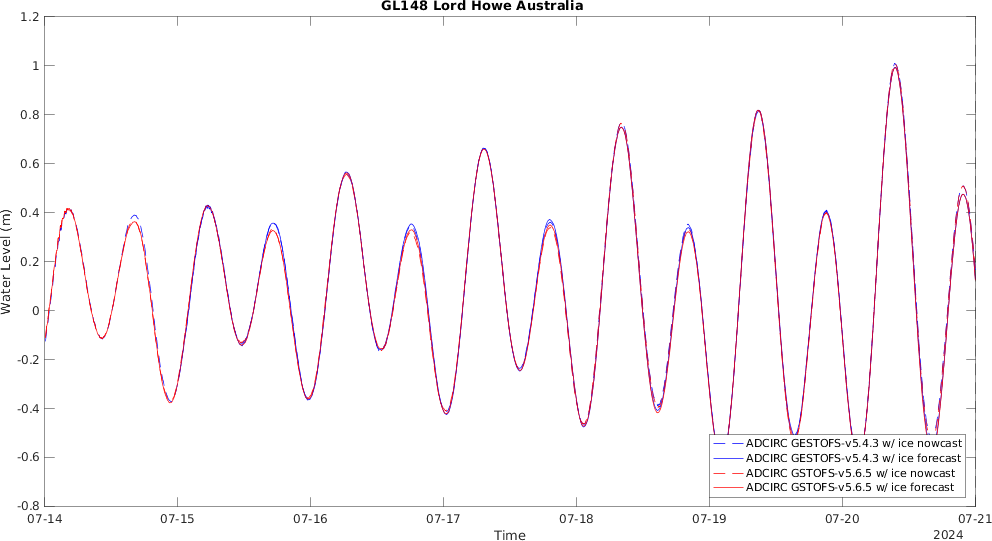 GL148 Lord Howe Australia
1.2
1
0.8
0.6
0.4
0.2
0
-0.2
-0.4
-0.6
-0.8
Water Level (m)
ADCIRC GESTOFS-v5.4.3 w/ ice nowcast
ADCIRC GESTOFS-v5.4.3 w/ ice forecast
ADCIRC GSTOFS-v5.6.5 w/ ice nowcast
ADCIRC GSTOFS-v5.6.5 w/ ice forecast
07-14 07-15 07-16 07-17 07-18 07-19 07-20 07-21
Time
2024